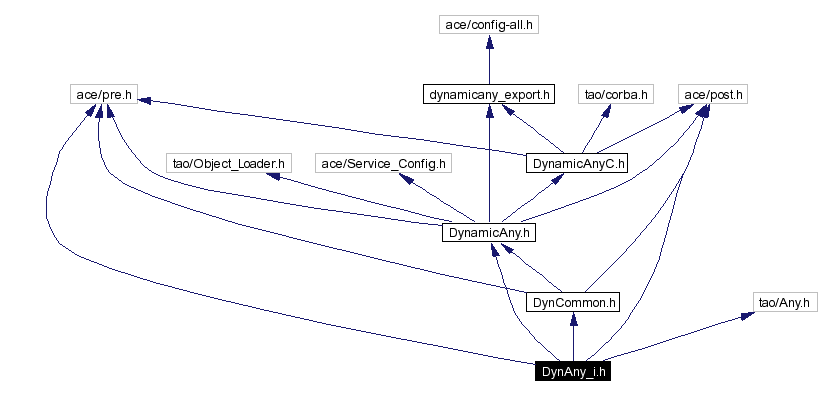 ace/config-all.h
ace/pre.h
dynamicany_export.h
tao/corba.h
ace/post.h
tao/Object_Loader.h
ace/Service_Config.h
DynamicAnyC.h
DynamicAny.h
DynCommon.h
tao/Any.h
DynAny_i.h